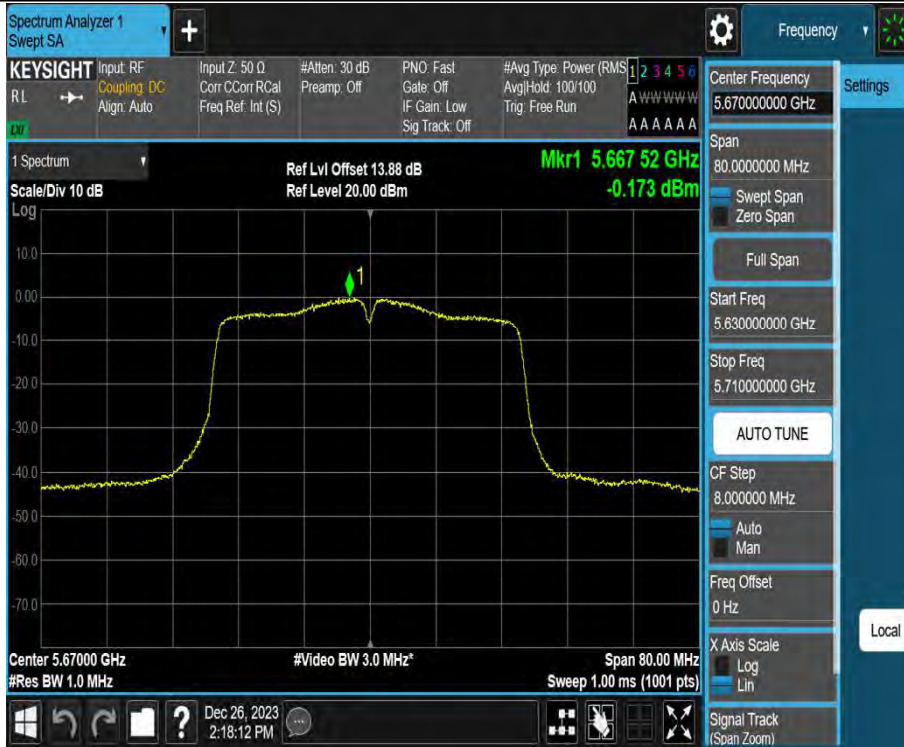 Spectrum Analyzer 1
Swept SA
+
Frequency
KEYSIGHT
RL
LXI
Input: RF
Coupling: DC
Align: Auto
Input Z: 50 Ω
Corr CCorr RCal
Freq Ref: Int (S)
#Atten: 30 dB
Preamp: Off
PNO: Fast
Gate: Off
IF Gain: Low
Sig Track: Off
#Avg Type: Power (RMS
Avg|Hold: 100/100
Trig: Free Run
1 2 3 4 5 6
A W W W W W
A A A A A A
1 Spectrum
Scale/Div 10 dB
Log
Ref Lvl Offset 13.88 dB
Ref Level 20.00 dBm
Mkr1 5.667 52 GHz
-0.173 dBm
1
10.0
0.00
-10.0
-20.0
-30.0
-40.0
-50.0
-60.0
-70.0
Center 5.67000 GHz
#Video BW 3.0 MHz*
Span 80.00 MHz
#Res BW 1.0 MHz
Sweep 1.00 ms (1001 pts)
?
Dec 26, 2023
2:18:12 PM
Center Frequency
5.670000000 GHz
Span
80.0000000 MHz
Swept Span
Zero Span
Full Span
Start Freq
5.630000000 GHz
Stop Freq
5.710000000 GHz
AUTO TUNE
CF Step
8.000000 MHz
Auto
Man
Freq Offset
0 Hz
X Axis Scale
Log
Lin
Signal Track
(Span Zoom)
Settings
Local